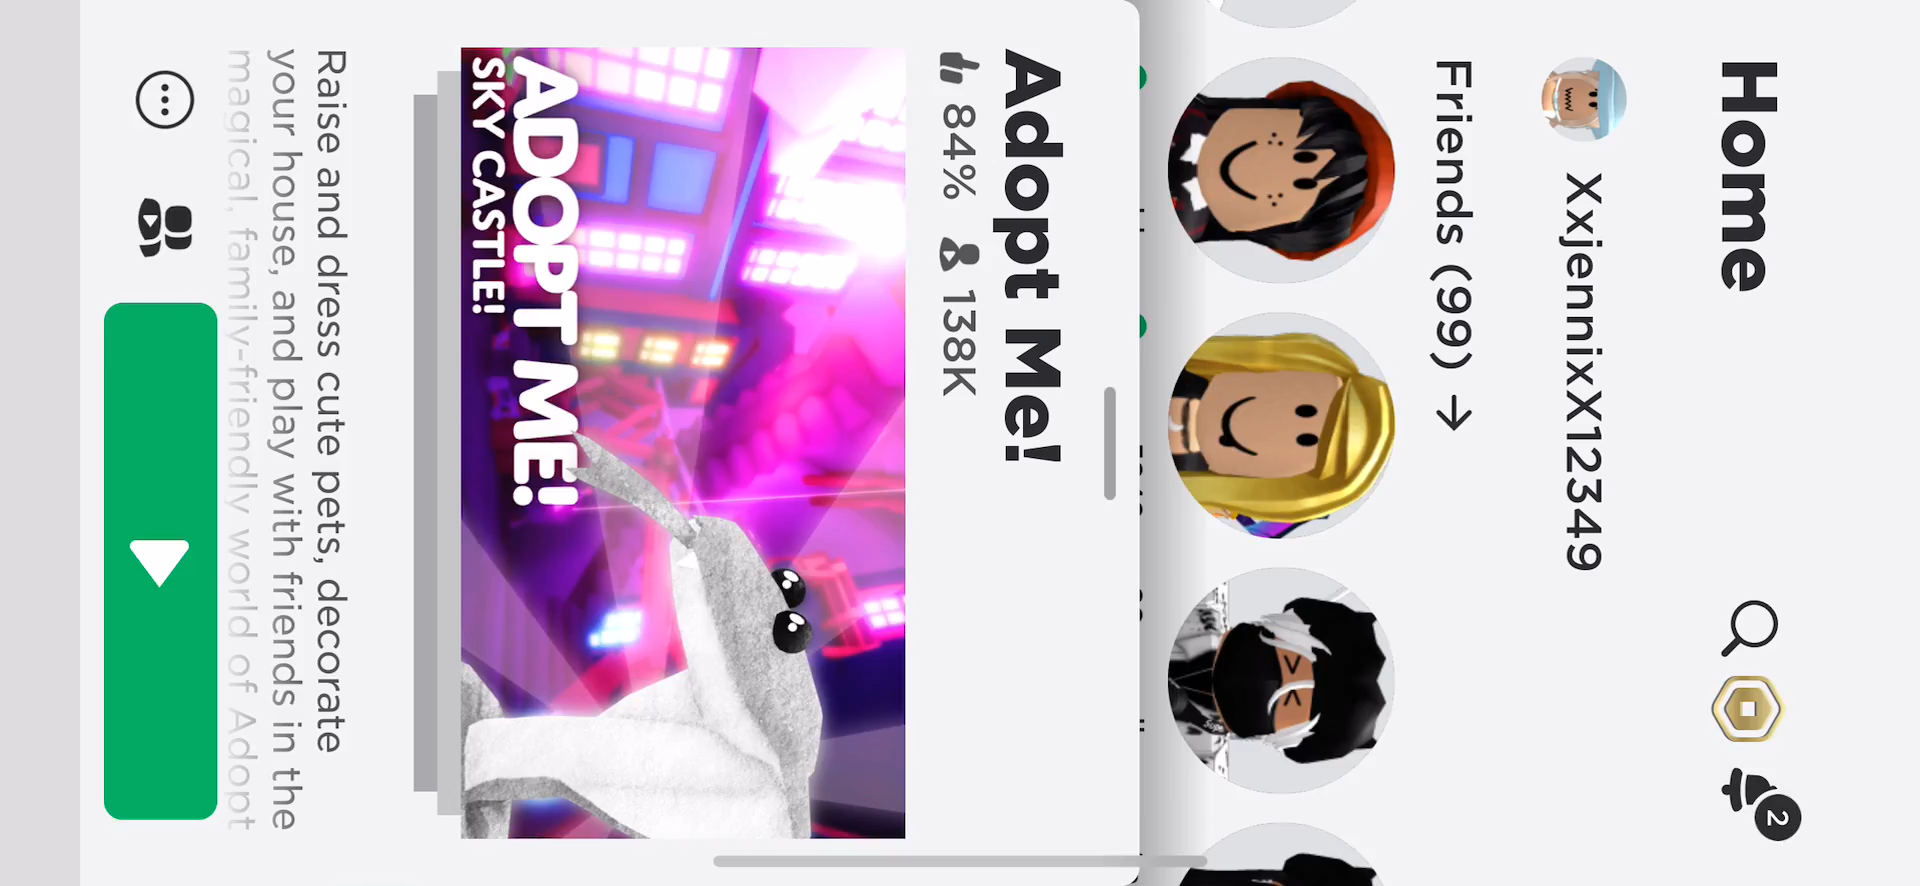 Home
2
XxjennixX12349
Friends (99) →
Adopt Me!
84% 138K
ADOPT ME!
SKY CASTLE!
Raise and dress cute pets, decorate
your house, and play with friends in the
magical, family-friendly world of Adopt